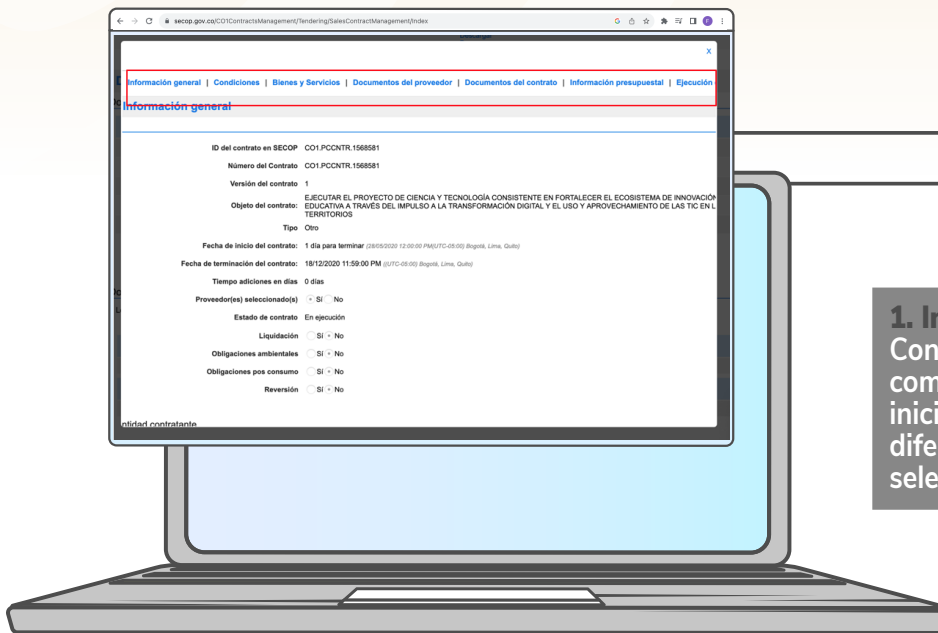 secop.gov.co/CO1ContractsManagement/Tendering/SalesContractManagement/Index
X
Información general | Condiciones | Bienes y Servicios | Documentos del proveedor | Documentos del contrato | Información presupuestal | Ejecución
Información general
ID del contrato en SECOP CO1.PCCNTR.1568581
Número del Contrato CO1.PCCNTR.1568581
Versión del contrato 1
Objeto del contrato: EJECUTAR EL PROYECTO DE CIENCIA Y TECNOLOGÍA CONSISTENTE EN FORTALECER EL ECOSISTEMA DE INNOVACIÓN
EDUCATIVA A TRAVÉS DEL IMPULSO A LA TRANSFORMACIÓN DIGITAL Y EL USO Y APROVECHAMIENTO DE LAS TIC EN L
TERRITORIOS
Tipo Otro
Fecha de inicio del contrato: 1 día para terminar (28/05/2020 12:00:00 PM(UTC-05:00) Bogotá, Lima, Quito)
Fecha de terminación del contrato: 18/12/2020 11:59:00 PM ((UTC-05:00) Bogotá, Lima, Quito)
Tiempo adiciones en días 0 días
Proveedor(es) seleccionado(s) Sí No
Estado de contrato En ejecución
Liquidación Sí No
Obligaciones ambientales Sí No
Obligaciones pos consumo Sí No
Reversión Sí No
ntidad contratante
1. In
Con
com
inici
dife
sele